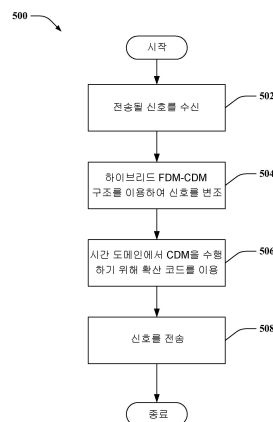 500
시작
전송될 신호를 수신
502
하이브리드 FDM-CDM
구조를 이용하여 신호를 변조
504
시간 도메인에서 CDM을 수행
하기 위해 확산 코드를 이용
506
신호를 전송
508
종료